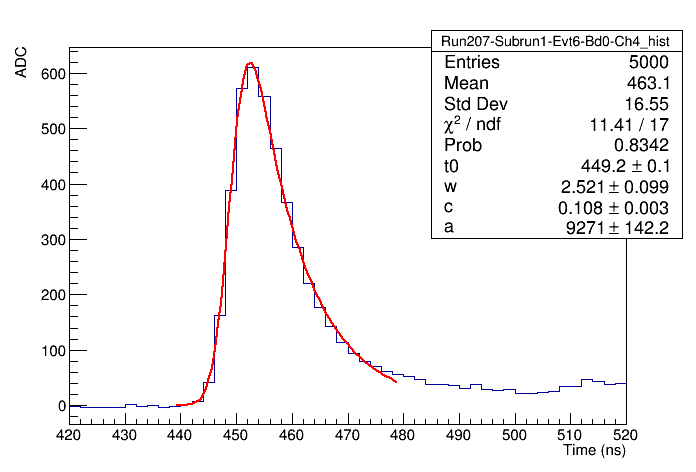 Run207-Subrun1-Evt6-Bd0-Ch4_hist
Entries 5000
Mean 463.1
Std Dev 16.55
χ² / ndf 11.41 / 17
Prob 0.8342
t0 449.2 ± 0.1
w 2.521 ± 0.099
c 0.108 ± 0.003
a 9271 ± 142.2
ADC
600
500
400
300
200
100
0
420 430 440 450 460 470 480 490 500 510 520
Time (ns)